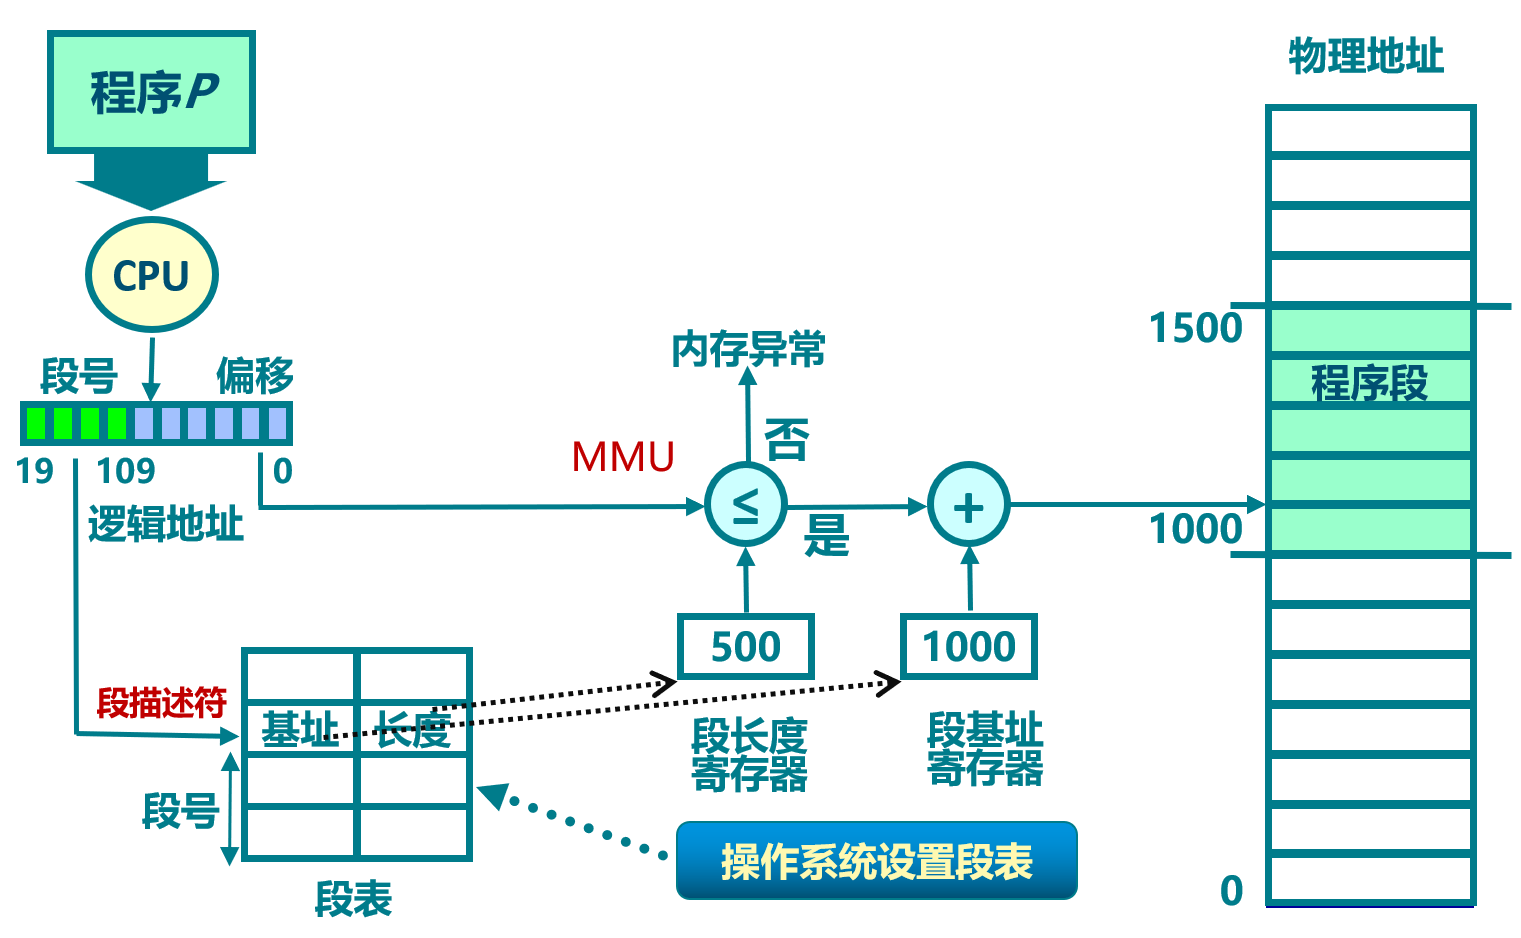 物理地址
程序P
CPU
段号
偏移
19
109
0
逻辑地址
MMU
内存异常
否
≤
是
+
1500
程序段
1000
500
1000
段描述符
基址
长度
段长度
寄存器
段基址
寄存器
段号
操作系统设置段表
段表
0